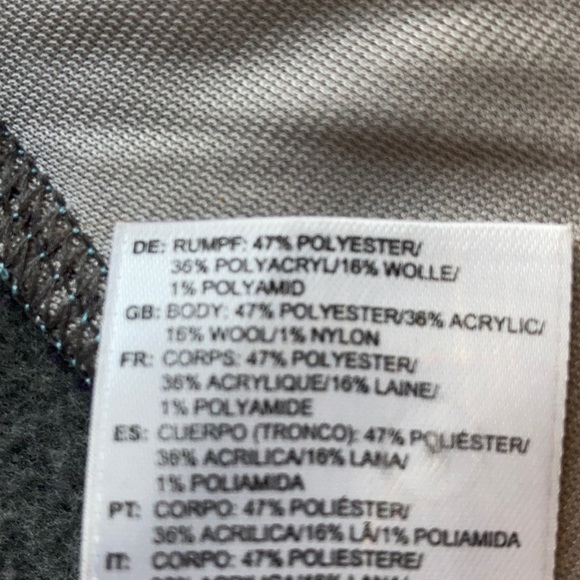 DE: RUMPF: 47% POLYESTER/
36% POLYACRYL/16% WOLLE/
1% POLYAMID
GB: BODY: 47% POLYESTER/36% ACRYLIC/
16% WOOL/1% NYLON
FR: CORPS: 47% POLYESTER/
36% ACRYLIQUE/16% LAINE/
1% POLYAMIDE
ES: CUERPO (TRONCO): 47% POLIÉSTER/
36% ACRILICA/16% LANA/
1% POLIAMIDA
PT: CORPO: 47% POLIÉSTER/
36% ACRILICA/16% LÃ/1% POLIAMIDA
IT: CORPO: 47% POLIESTERE/